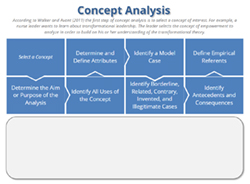 Concept Analysis
According to Walker and Avant (2011) the first step of concept analysis is to select a concept of interest. For example, a
nurse leader wants to learn about transformational leadership. The leader selects the concept of empowerment to
analyze in order to build on his or her understanding of the transformational theory.
Select a Concept
Determine and
Define Attributes
Identify a Model
Case
Define Empirical
Referents
Determine the Aim
or Purpose of the
Analysis
Identify All Uses of
the Concept
Identify Borderline,
Related, Contrary,
Invented, and
Illegitimate Cases
Identify
Antecedents and
Consequences